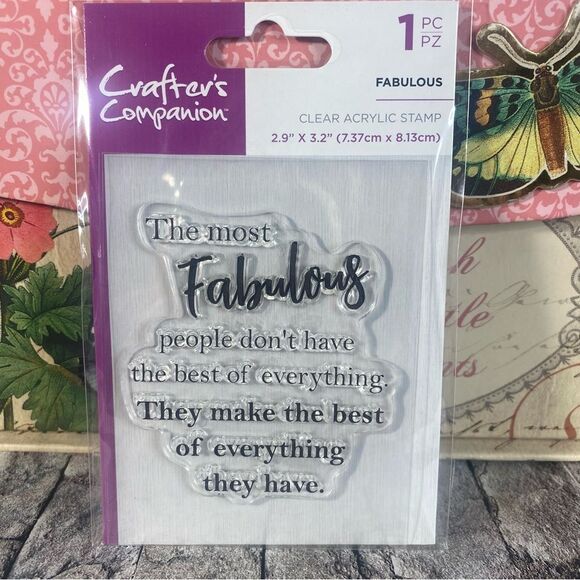 Crafter's
Companion™
1 PC
PZ
FABULOUS
CLEAR ACRYLIC STAMP
2.9" X 3.2" (7.37cm x 8.13cm)
The most
Fabulous
people don't have
the best of everything.
They make the best
of everything
they have.